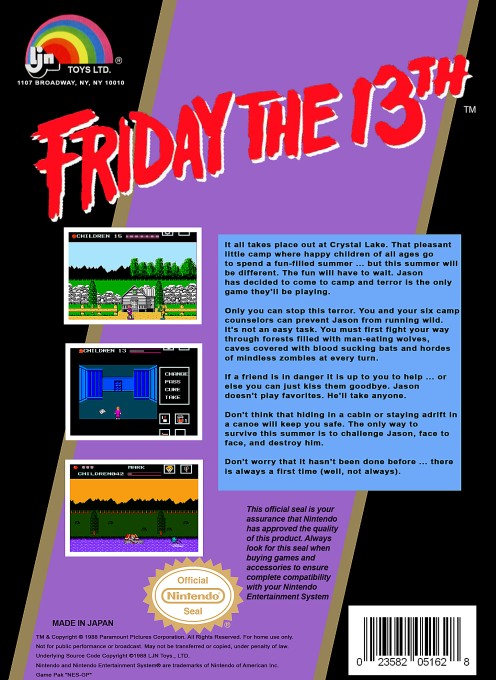 ljn
TOYS LTD. ®
1107 BROADWAY, NY, NY 10010
FRIDAY THE 13TH
TM
CHILDREN 15
It all takes place out at Crystal Lake. That pleasant
little camp where happy children of all ages go
to spend a fun-filled summer ... but this summer will
be different. The fun will have to wait. Jason
has decided to come to camp and terror is the only
game they'll be playing.
Only you can stop this terror. You and your six camp
counselors can prevent Jason from running wild.
It's not an easy task. You must first fight your way
through forests filled with man-eating wolves,
caves covered with blood sucking bats and hordes
of mindless zombies at every turn.
If a friend is in danger it is up to you to help ... or
else you can just kiss them goodbye. Jason
doesn't play favorites. He'll take anyone.
Don't think that hiding in a cabin or staying adrift in
a canoe will keep you safe. The only way to
survive this summer is to challenge Jason, face to
face, and destroy him.
Don't worry that it hasn't been done before ... there
is always a first time (well, not always).
CHILDREN 13
CHANGE
PASS
CURE
TAKE
MARK
CHILDREN042
This official seal is your
assurance that Nintendo
has approved the quality
of this product. Always
look for this seal when
buying games and
accessories to ensure
complete compatibility
with your Nintendo
Entertainment System
Official
Nintendo
Seal
®
MADE IN JAPAN
TM & Copyright © 1988 Paramount Pictures Corporation. All Rights Reserved. For home use only.
Not for public performance or broadcast. May not be transferred or copied, under penalty of law.
Underlying Source Code Copyright ©1988 LJN Toys., LTD.
Nintendo and Nintendo Entertainment System® are trademarks of Nintendo of American Inc.
Game Pak "NES-GP"
0 23582 05162 8